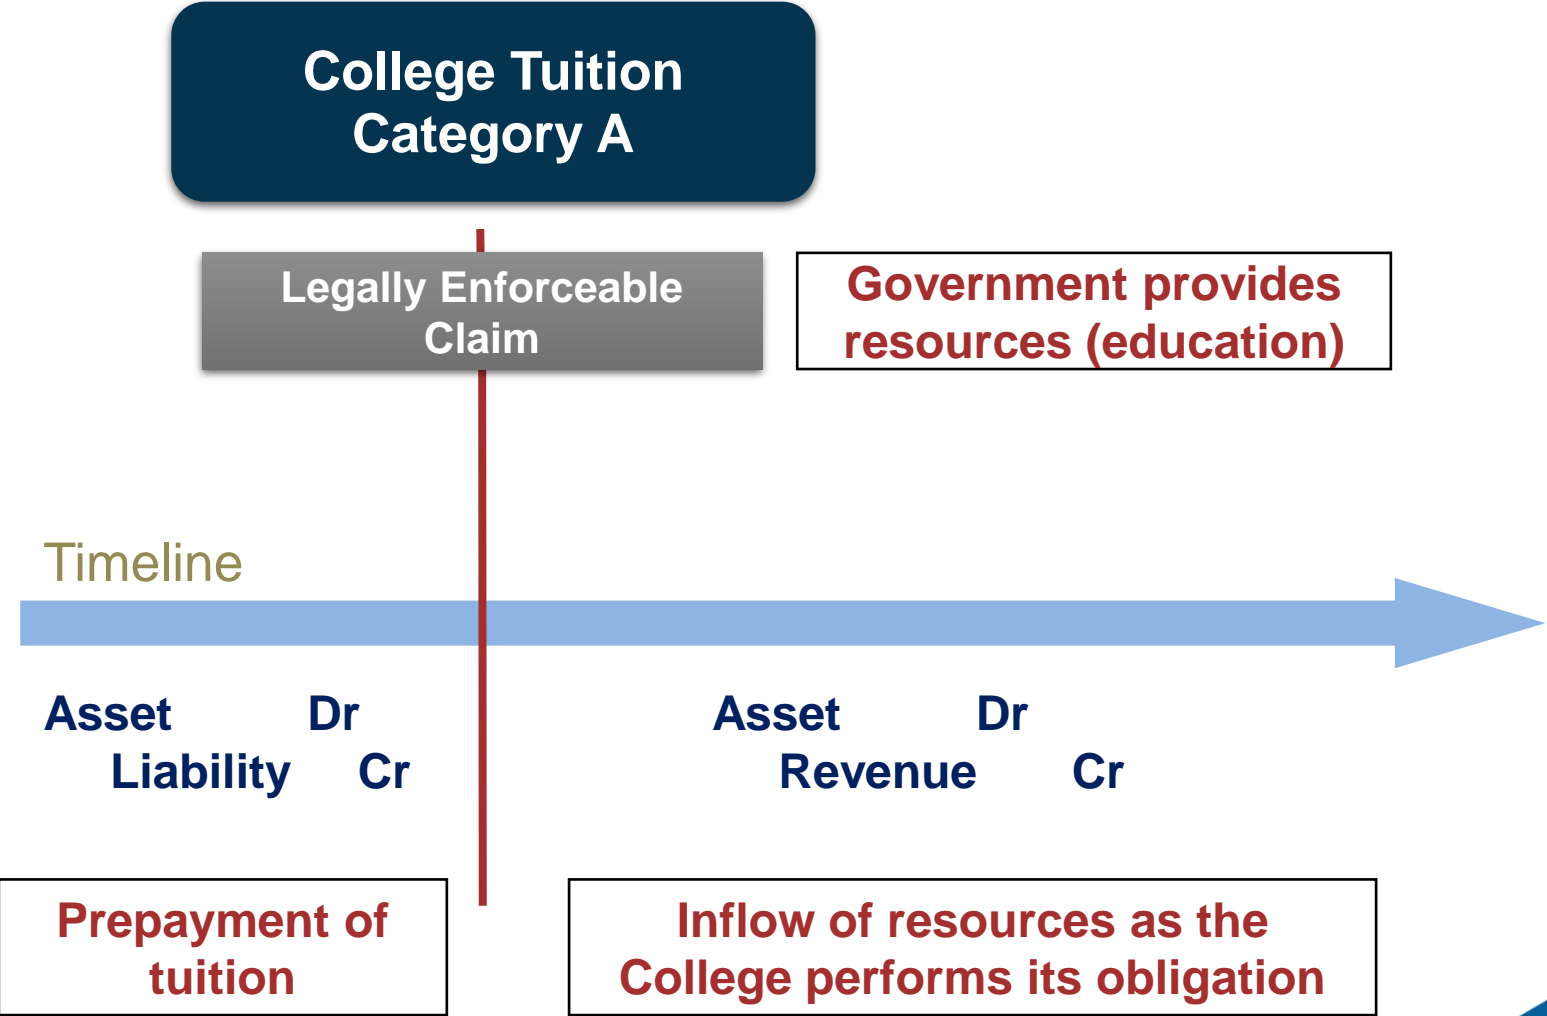 College Tuition
Category A
Legally Enforceable
Claim
Government provides
resources (education)
Timeline
Asset Dr
Liability Cr
Asset Dr
Revenue Cr
Prepayment of
tuition
Inflow of resources as the
College performs its obligation